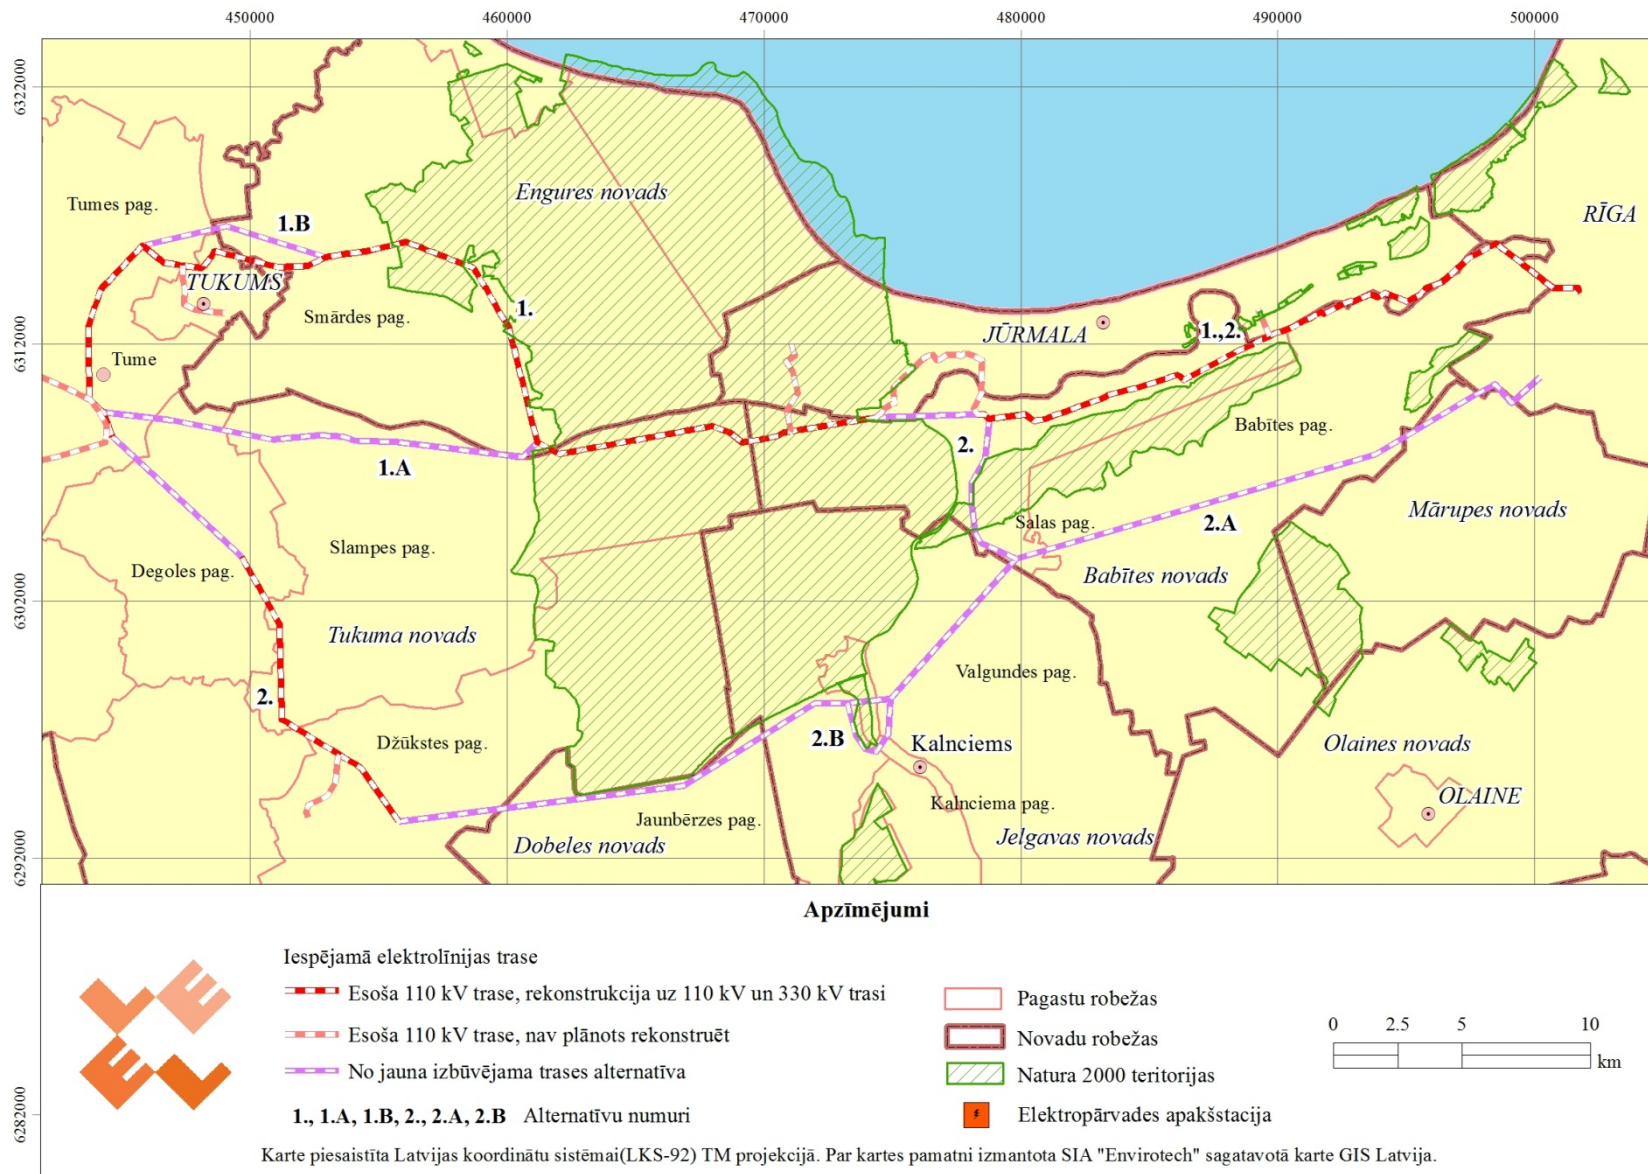 450000 460000 470000 480000 490000 500000
6322000
6312000
6302000
6292000
6282000
Engures novads
RĪGA
Tumes pag.
1.B
TUKUMS
Smārdes pag.
1.
JŪRMALA
1.,2.
Tume
Babītes pag.
2.
1.A
Mārupes novads
Salas pag.
2.A
Slampes pag.
Degoles pag.
Babītes novads
Tukuma novads
Valgundes pag.
2.
Džūkstes pag.
2.B
Kalnciems
Olaines novads
OLAINE
Kalnciema pag.
Jaunbērzes pag.
Jelgavas novads
Dobeles novads
Apzīmējumi
Iespējamā elektrolīnijas trase
Esoša 110 kV trase, rekonstrukcija uz 110 kV un 330 kV trasi
Esoša 110 kV trase, nav plānots rekonstruēt
No jauna izbūvējama trases alternatīva
1., 1.A, 1.B, 2., 2.A, 2.B Alternatīvu numuri
Pagastu robežas
Novadu robežas
Natura 2000 teritorijas
Elektropārvades apakšstacija
0 2.5 5 10
km
Karte piesaistīta Latvijas koordinātu sistēmai(LKS-92) TM projekcijā. Par kartes pamatni izmantota SIA "Envirotech" sagatavotā karte GIS Latvija.